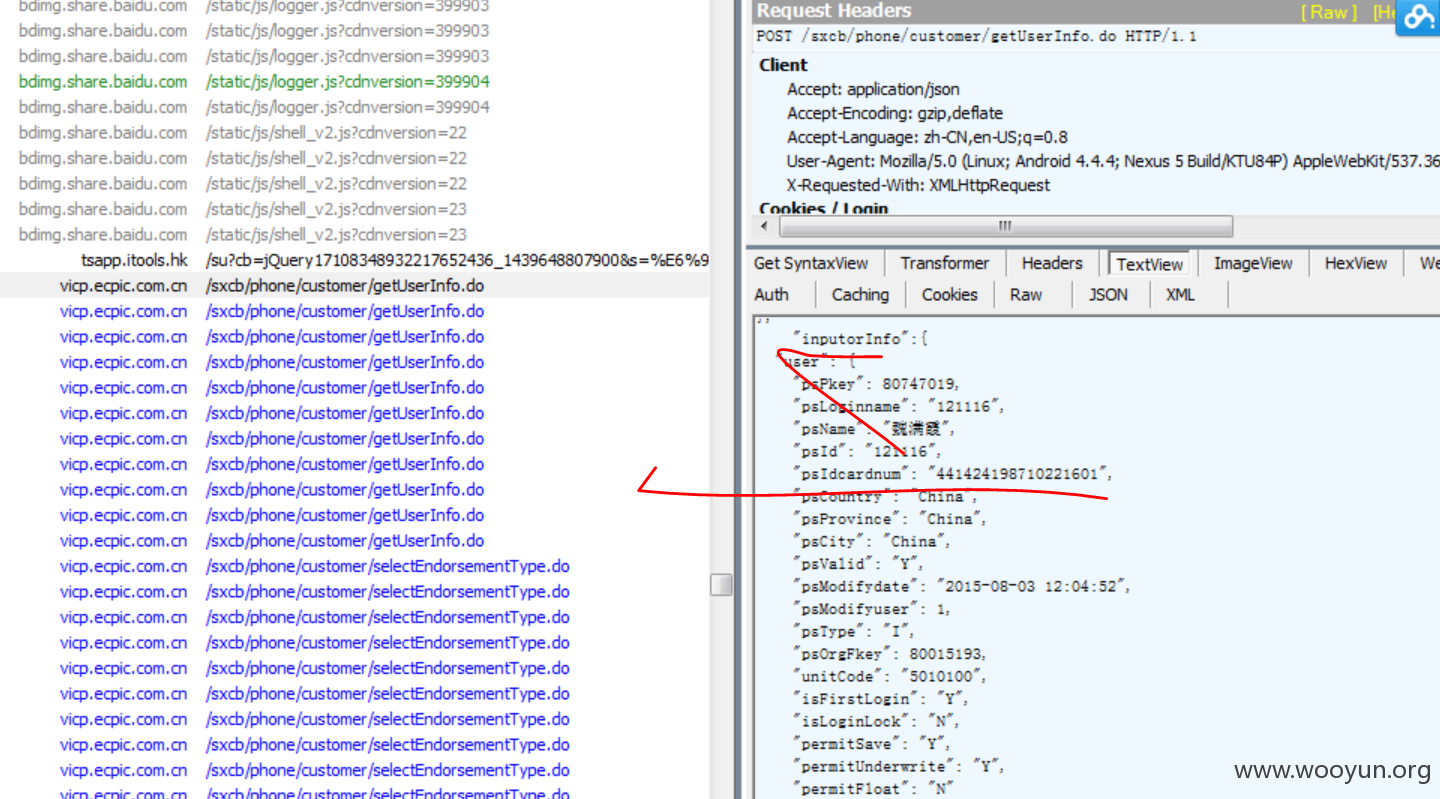 bdimg.share.baidu.com /static/js/logger.js?cdnversion=399903
bdimg.share.baidu.com /static/js/logger.js?cdnversion=399903
bdimg.share.baidu.com /static/js/logger.js?cdnversion=399903
bdimg.share.baidu.com /static/js/logger.js?cdnversion=399904
bdimg.share.baidu.com /static/js/logger.js?cdnversion=399904
bdimg.share.baidu.com /static/js/shell_v2.js?cdnversion=22
bdimg.share.baidu.com /static/js/shell_v2.js?cdnversion=22
bdimg.share.baidu.com /static/js/shell_v2.js?cdnversion=22
bdimg.share.baidu.com /static/js/shell_v2.js?cdnversion=23
bdimg.share.baidu.com /static/js/shell_v2.js?cdnversion=23
tsapp.itools.hk /su?cb=jQuery17108348932217652436_1439648807900&s=%E6%9
vicp.ecpic.com.cn /sxcb/phone/customer/getUserInfo.do
vicp.ecpic.com.cn /sxcb/phone/customer/getUserInfo.do
vicp.ecpic.com.cn /sxcb/phone/customer/getUserInfo.do
vicp.ecpic.com.cn /sxcb/phone/customer/getUserInfo.do
vicp.ecpic.com.cn /sxcb/phone/customer/getUserInfo.do
vicp.ecpic.com.cn /sxcb/phone/customer/getUserInfo.do
vicp.ecpic.com.cn /sxcb/phone/customer/getUserInfo.do
vicp.ecpic.com.cn /sxcb/phone/customer/getUserInfo.do
vicp.ecpic.com.cn /sxcb/phone/customer/getUserInfo.do
vicp.ecpic.com.cn /sxcb/phone/customer/getUserInfo.do
vicp.ecpic.com.cn /sxcb/phone/customer/getUserInfo.do
vicp.ecpic.com.cn /sxcb/phone/customer/selectEndorsementType.do
vicp.ecpic.com.cn /sxcb/phone/customer/selectEndorsementType.do
vicp.ecpic.com.cn /sxcb/phone/customer/selectEndorsementType.do
vicp.ecpic.com.cn /sxcb/phone/customer/selectEndorsementType.do
vicp.ecpic.com.cn /sxcb/phone/customer/selectEndorsementType.do
vicp.ecpic.com.cn /sxcb/phone/customer/selectEndorsementType.do
vicp.ecpic.com.cn /sxcb/phone/customer/selectEndorsementType.do
vicp.ecpic.com.cn /sxcb/phone/customer/selectEndorsementType.do
vicp.ecpic.com.cn /sxcb/phone/customer/selectEndorsementType.do
vicp.ecpic.com.cn /sxcb/phone/customer/selectEndorsementType.do
Request Headers [ Raw ]
POST /sxcb/phone/customer/getUserInfo.do HTTP/1.1
Client
Accept: application/json
Accept-Encoding: gzip,deflate
Accept-Language: zh-CN,en-US;q=0.8
User-Agent: Mozilla/5.0 (Linux; Android 4.4.4; Nexus 5 Build/KTU84P) AppleWebKit/537.36
X-Requested-With: XMLHttpRequest
Cookies / Login
Get SyntaxView Transformer Headers TextView ImageView HexView
Auth Caching Cookies Raw JSON XML
"inputorInfo":{
"user": {
"psPkey": 80747019,
"psLoginname": "121116",
"psName": "魏满霞",
"psId": "121116",
"psIdcardnum": "441424198710221601",
"psCountry": "China",
"psProvince": "China",
"psCity": "China",
"psValid": "Y",
"psModifydate": "2015-08-03 12:04:52",
"psModifyuser": 1,
"psType": "I",
"psOrgFkey": 80015193,
"unitCode": "5010100",
"isFirstLogin": "Y",
"isLoginLock": "N",
"permitSave": "Y",
"permitUnderwrite": "Y",
"permitFloat": "N"
www.wooyun.org